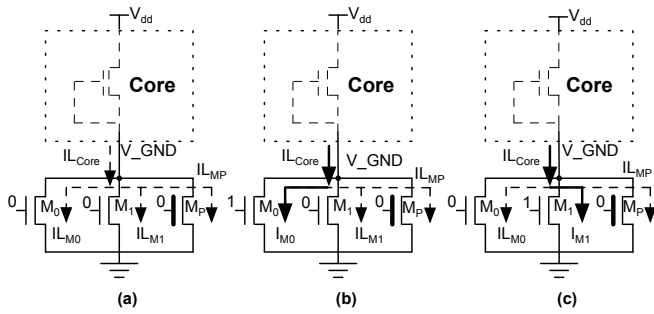 V_dd V_dd V_dd
Core Core Core
V_GND V_GND V_GND
IL_Core IL_Core IL_Core
IL_MP IL_MP IL_MP
0 M_0 0 M_1 0 M_P 1 M_0 0 M_1 0 M_P 0 M_0 1 M_1 0 M_P
IL_M0 IL_M1 I_M0 IL_M1 IL_M0 I_M1
(a) (b) (c)